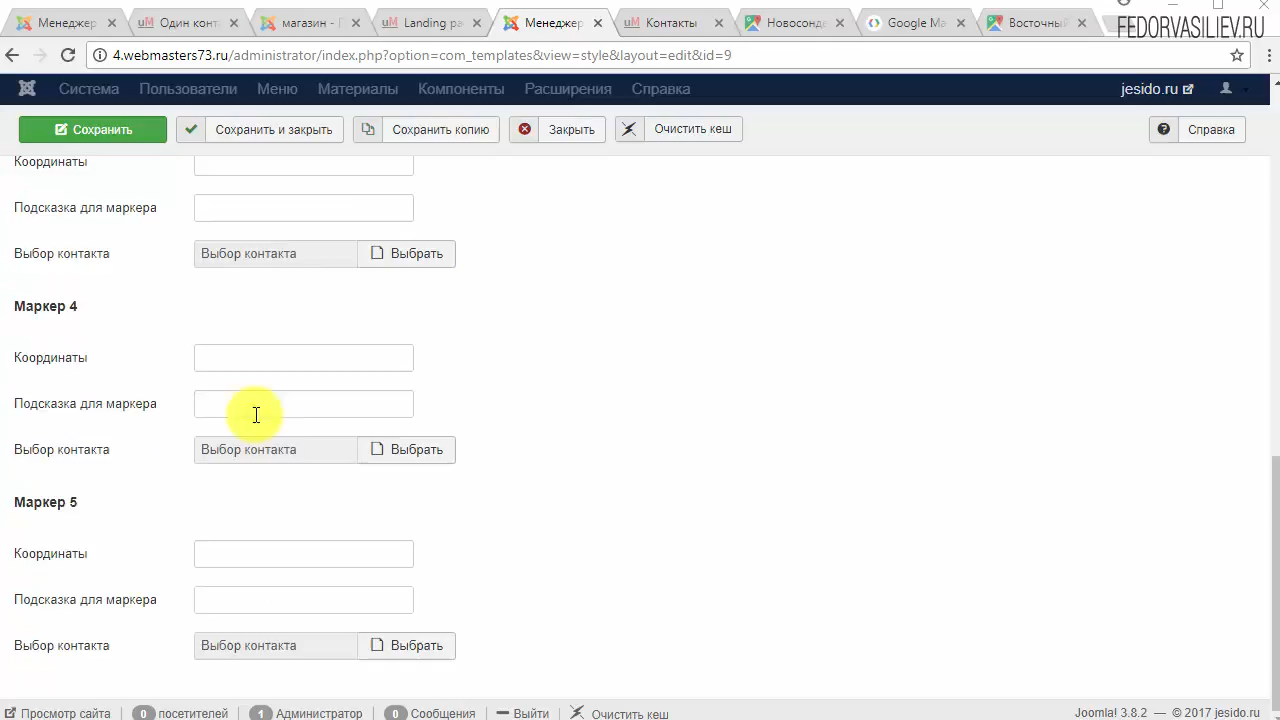 Менеджер
Один конт
магазин - Г
Landing pa
Менеджер
Контакты
Новосонд
Google Ma
Восточный
FEDORVASILIEV.RU
4.webmasters73.ru/administrator/index.php?option=com_templates&view=style&layout=edit&id=9
Система Пользователи Меню Материалы Компоненты Расширения Справка jesido.ru
Сохранить Сохранить и закрыть Сохранить копию Закрыть Очистить кеш Справка
Координаты
Подсказка для маркера
Выбор контакта Выбор контакта Выбрать
Маркер 4
Координаты
Подсказка для маркера
Выбор контакта Выбор контакта Выбрать
Маркер 5
Координаты
Подсказка для маркера
Выбор контакта Выбор контакта Выбрать
Просмотр сайта 0 посетителей 1 Администратор 0 Сообщения Выйти Очистить кеш Joomla! 3.8.2 — © 2017 jesido.ru